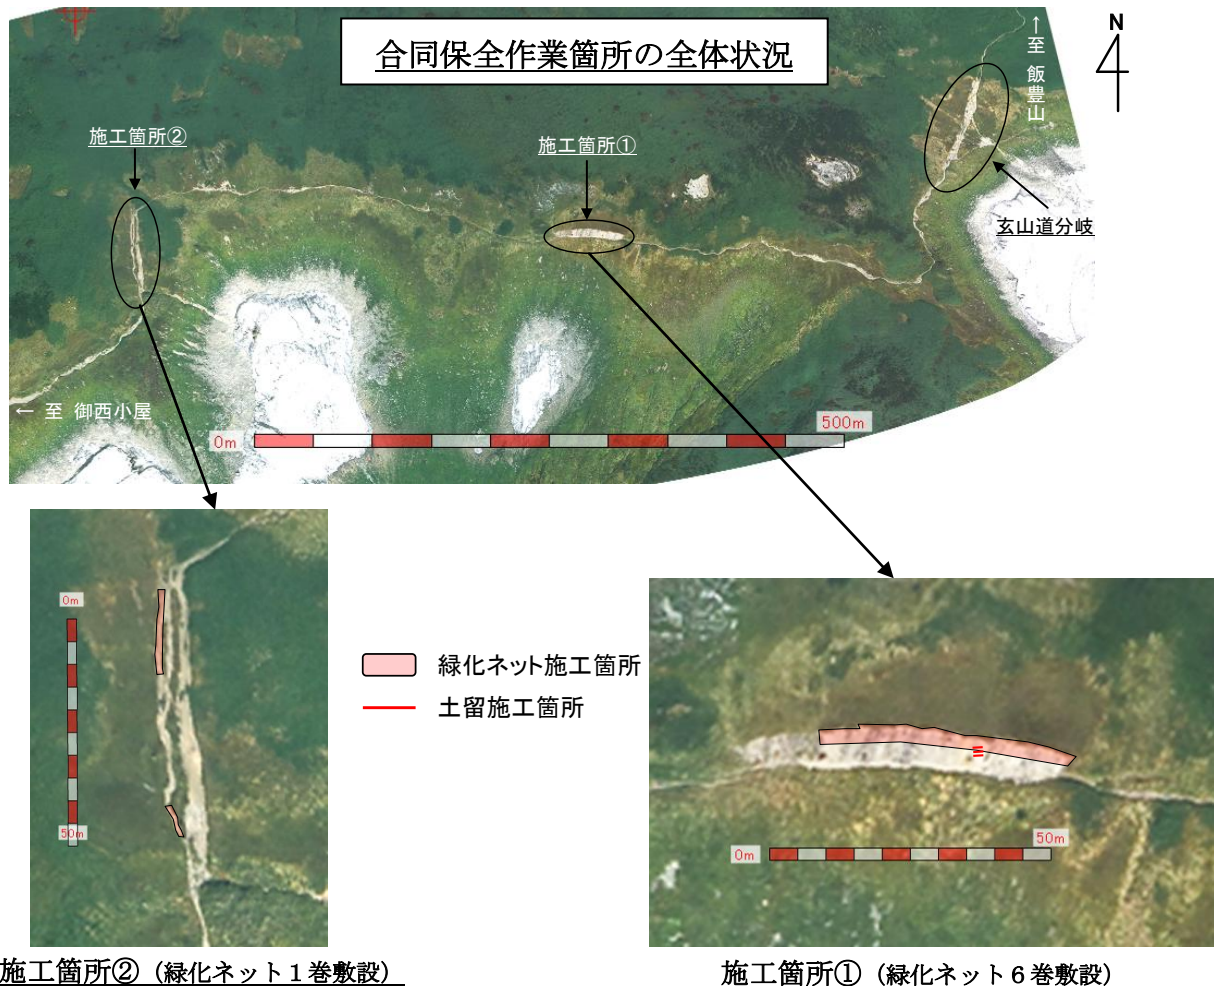 合同保全作業箇所の全体状況
N
↑至 飯豊山
施工箇所②
施工箇所①
玄山道分岐
← 至 御西小屋
0m
500m
0m
50m
緑化ネット施工箇所
土留施工箇所
0m
50m
施工箇所②（緑化ネット１巻敷設）
施工箇所①（緑化ネット６巻敷設）